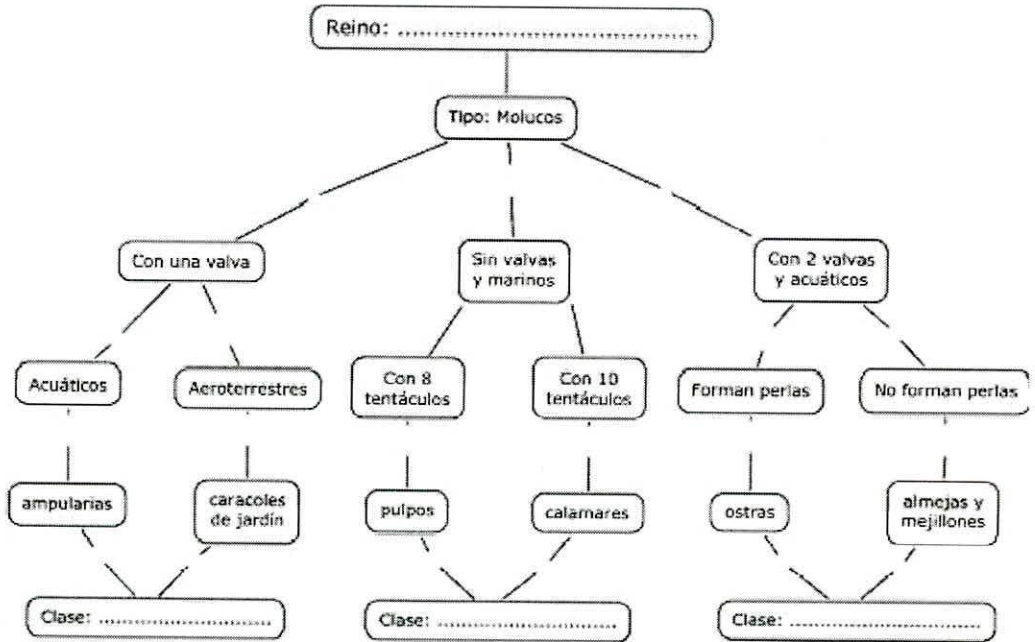 Reino: ............................................
Tipo: Molucos
Con una valva
Sin valvas
y marinos
Con 2 valvas
y acuáticos
Acuáticos
Aeroterrestres
Con 8
tentáculos
Con 10
tentáculos
Forman perlas
No forman perlas
ampularias
caracoles
de jardín
pulpos
calamares
ostras
almejas y
mejillones
Clase: ..............................
Clase: ..............................
Clase: ..............................